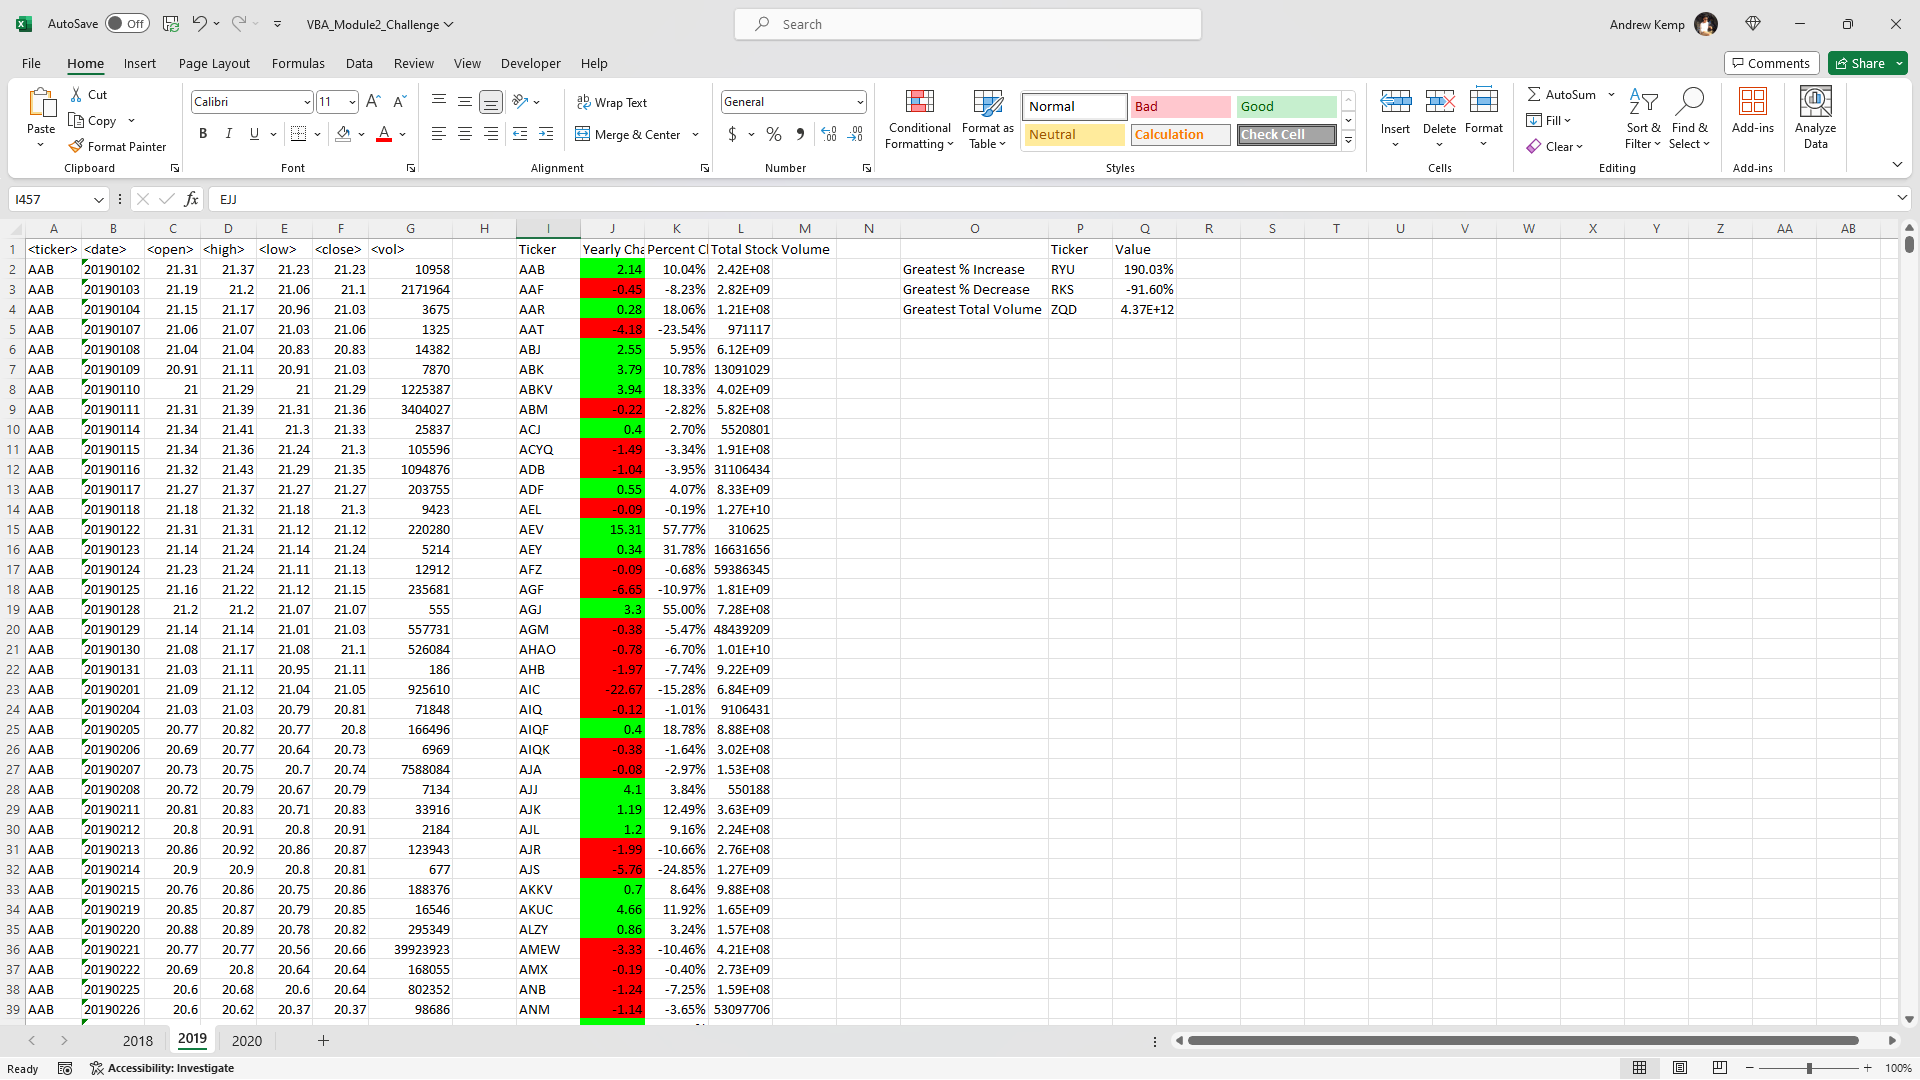 AutoSave Off VBA_Module2_Challenge Search Andrew Kemp
File Home Insert Page Layout Formulas Data Review View Developer Help Comments Share
Paste Cut Copy Format Painter Clipboard
Calibri 11 B I U Font
Wrap Text Merge & Center Alignment
General $ % Number
Conditional Formatting Format as Table Normal Bad Good Neutral Calculation Check Cell Styles
Insert Delete Format Cells
AutoSum Fill Clear Sort & Filter Find & Select Editing
Add-ins Add-ins Analyze Data
I457 fx EJJ
A B C D E F G H I J K L M N O P Q R S T U V W X Y Z AA AB
1 <ticker> <date> <open> <high> <low> <close> <vol> Ticker Yearly Cha Percent Cl Total Stock Volume Ticker Value
2 AAB 20190102 21.31 21.37 21.23 21.23 10958 AAB 2.14 10.04% 2.42E+08 Greatest % Increase RYU 190.03%
3 AAB 20190103 21.19 21.2 21.06 21.1 2171964 AAF -0.45 -8.23% 2.82E+09 Greatest % Decrease RKS -91.60%
4 AAB 20190104 21.15 21.17 20.96 21.03 3675 AAR 0.28 18.06% 1.21E+08 Greatest Total Volume ZQD 4.37E+12
5 AAB 20190107 21.06 21.07 21.03 21.06 1325 AAT -4.18 -23.54% 971117
6 AAB 20190108 21.04 21.04 20.83 20.83 14382 ABJ 2.55 5.95% 6.12E+09
7 AAB 20190109 20.91 21.11 20.91 21.03 7870 ABK 3.79 10.78% 13091029
8 AAB 20190110 21 21.29 21 21.29 1225387 ABKV 3.94 18.33% 4.02E+09
9 AAB 20190111 21.31 21.39 21.31 21.36 3404027 ABM -0.22 -2.82% 5.82E+08
10 AAB 20190114 21.34 21.41 21.3 21.33 25837 ACJ 0.4 2.70% 5520801
11 AAB 20190115 21.34 21.36 21.24 21.3 105596 ACYQ -1.49 -3.34% 1.91E+08
12 AAB 20190116 21.32 21.43 21.29 21.35 1094876 ADB -1.04 -3.95% 31106434
13 AAB 20190117 21.27 21.37 21.27 21.27 203755 ADF 0.55 4.07% 8.33E+09
14 AAB 20190118 21.18 21.32 21.18 21.3 9423 AEL -0.09 -0.19% 1.27E+10
15 AAB 20190122 21.31 21.31 21.12 21.12 220280 AEV 15.31 57.77% 310625
16 AAB 20190123 21.14 21.24 21.14 21.24 5214 AEY 0.34 31.78% 16631656
17 AAB 20190124 21.23 21.24 21.11 21.13 12912 AFZ -0.09 -0.68% 59386345
18 AAB 20190125 21.16 21.22 21.12 21.15 235681 AGF -6.65 -10.97% 1.81E+09
19 AAB 20190128 21.2 21.2 21.07 21.07 555 AGJ 3.3 55.00% 7.28E+08
20 AAB 20190129 21.14 21.14 21.01 21.03 557731 AGM -0.38 -5.47% 48439209
21 AAB 20190130 21.08 21.17 21.08 21.1 526084 AHAO -0.78 -6.70% 1.01E+10
22 AAB 20190131 21.03 21.11 20.95 21.11 186 AHB -1.97 -7.74% 9.22E+09
23 AAB 20190201 21.09 21.12 21.04 21.05 925610 AIC -22.67 -15.28% 6.84E+09
24 AAB 20190204 21.03 21.03 20.79 20.81 71848 AIQ -0.12 -1.01% 9106431
25 AAB 20190205 20.77 20.82 20.77 20.8 166496 AIQF 0.4 18.78% 8.88E+08
26 AAB 20190206 20.69 20.77 20.64 20.73 6969 AIQK -0.38 -1.64% 3.02E+08
27 AAB 20190207 20.73 20.75 20.7 20.74 7588084 AJA -0.08 -2.97% 1.53E+08
28 AAB 20190208 20.72 20.79 20.67 20.79 7134 AJJ 4.1 3.84% 550188
29 AAB 20190211 20.81 20.83 20.71 20.83 33916 AJK 1.19 12.49% 3.63E+09
30 AAB 20190212 20.8 20.91 20.8 20.91 2184 AJL 1.2 9.16% 2.24E+08
31 AAB 20190213 20.86 20.92 20.86 20.87 123943 AJR -1.99 -10.66% 2.76E+08
32 AAB 20190214 20.9 20.9 20.8 20.81 677 AJS -5.76 -24.85% 1.27E+09
33 AAB 20190215 20.76 20.86 20.75 20.86 188376 AKKV 0.7 8.64% 9.88E+08
34 AAB 20190219 20.85 20.87 20.79 20.85 16546 AKUC 4.66 11.92% 1.65E+09
35 AAB 20190220 20.88 20.89 20.78 20.82 295349 ALZY 0.86 3.24% 1.57E+08
36 AAB 20190221 20.77 20.77 20.56 20.66 39923923 AMEW -3.33 -10.46% 4.21E+08
37 AAB 20190222 20.69 20.8 20.64 20.64 168055 AMX -0.19 -0.40% 2.73E+09
38 AAB 20190225 20.6 20.68 20.6 20.64 802352 ANB -1.24 -7.25% 1.59E+08
39 AAB 20190226 20.6 20.62 20.37 20.37 98686 ANM -1.14 -3.65% 53097706
2018 2019 2020
Ready Accessibility: Investigate 100%